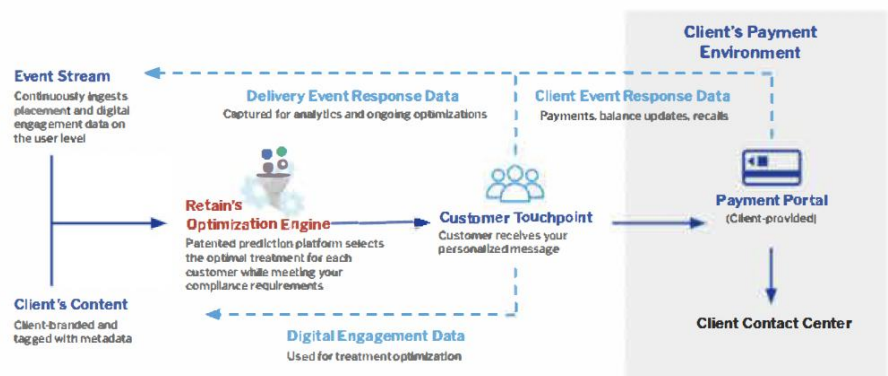 Client's Payment
Environment
Event Stream
Continuously ingests
placement and digital
engagement data on
the user level
Delivery Event Response Data
Captured for analytics and ongoing optimizations
Client Event Response Data
Payments, balance updates, recalls
Retain's
Optimization Engine
Patented prediction platform selects
the optimal treatment for each
customer while meeting your
compliance requirements
Customer Touchpoint
Customer receives your
personalized message
Payment Portal
(Client-provided)
Client's Content
Client-branded and
tagged with metadata
Digital Engagement Data
Used for treatment optimization
Client Contact Center